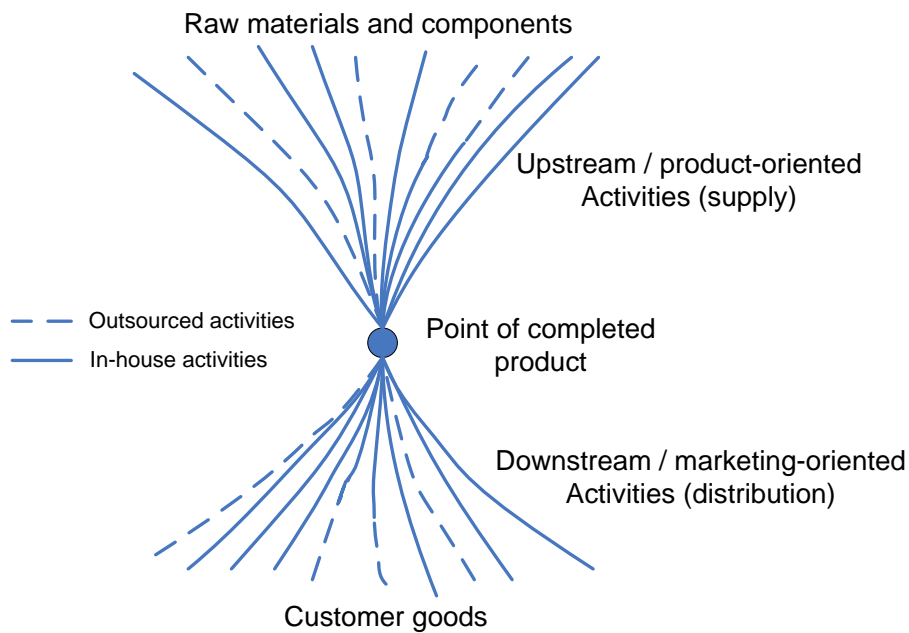 Raw materials and components
Upstream / product-oriented
Activities (supply)
Outsourced activities
In-house activities
Point of completed
product
Downstream / marketing-oriented
Activities (distribution)
Customer goods